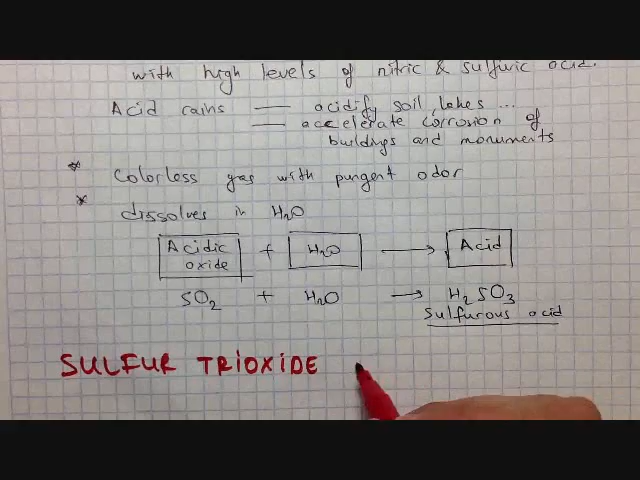 with high levels of nitric & sulfuric acid.
Acid rains — acidify soil lakes ...
— accelerate corrosion of
buildings and monuments
* Colorless gas with pungent odor
* dissolves in H₂O
Acidic oxide + H₂O → Acid
SO₂ + H₂O → H₂SO₃
Sulfurous acid
SULFUR TRIOXIDE